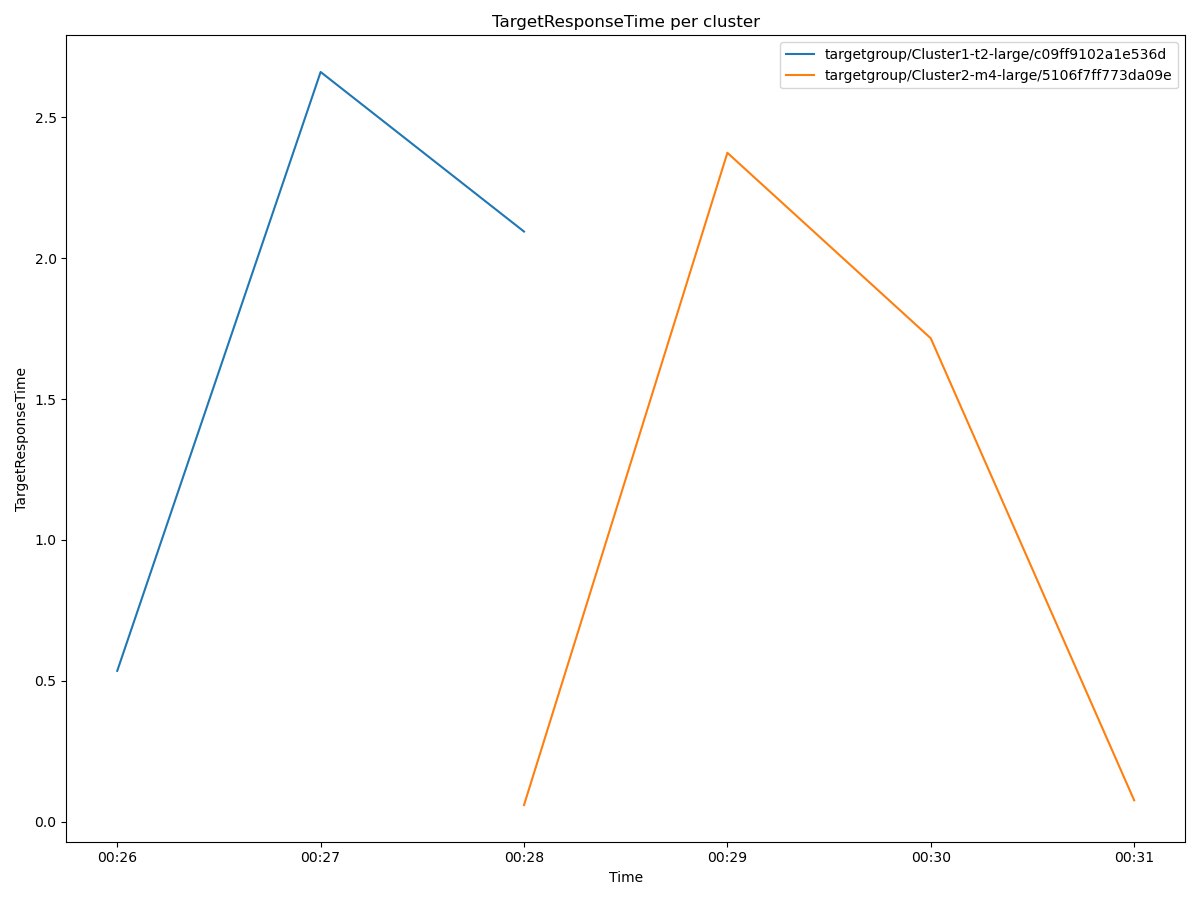 TargetResponseTime per cluster
targetgroup/Cluster1-t2-large/c09ff9102a1e536d
targetgroup/Cluster2-m4-large/5106f7ff773da09e
TargetResponseTime
2.5
2.0
1.5
1.0
0.5
0.0
00:26 00:27 00:28 00:29 00:30 00:31
Time